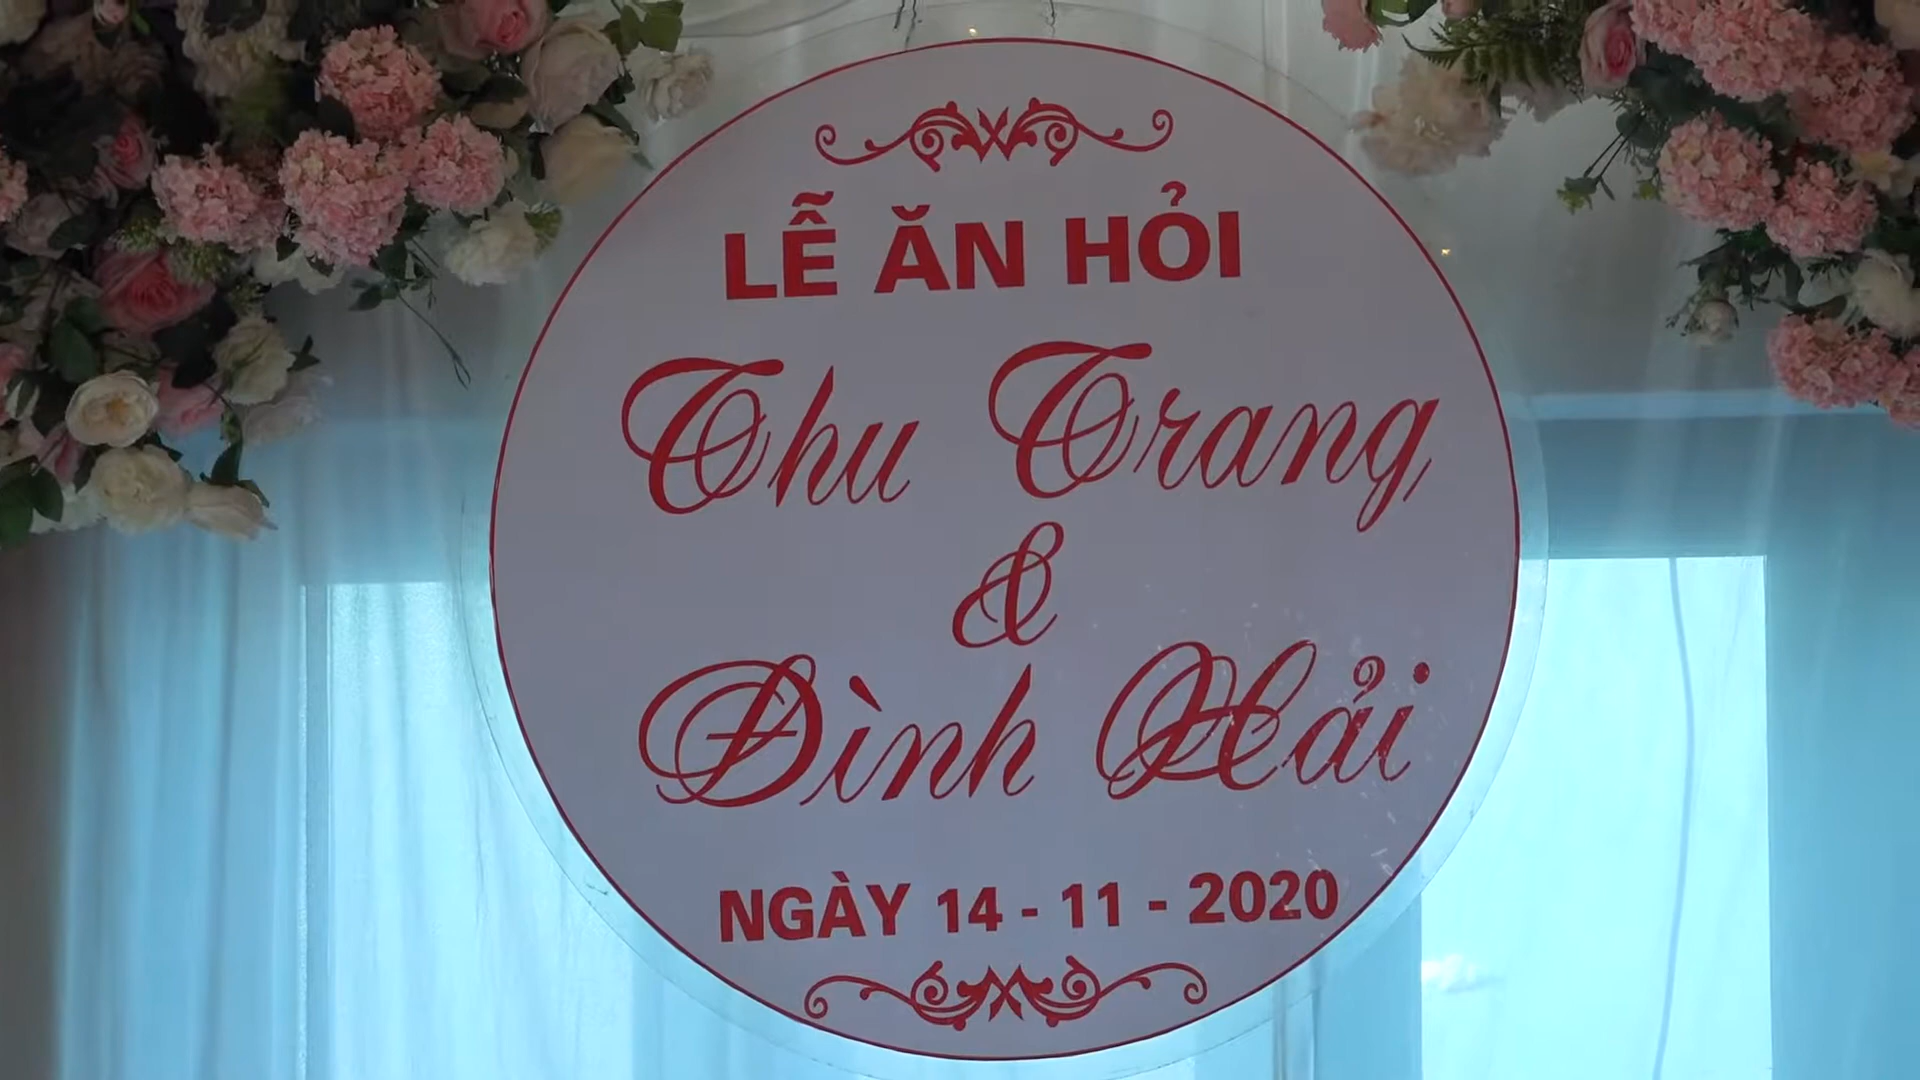 LỄ ĂN HỎI
Thu Trang
&
Đình Hải
NGÀY 14 - 11 - 2020